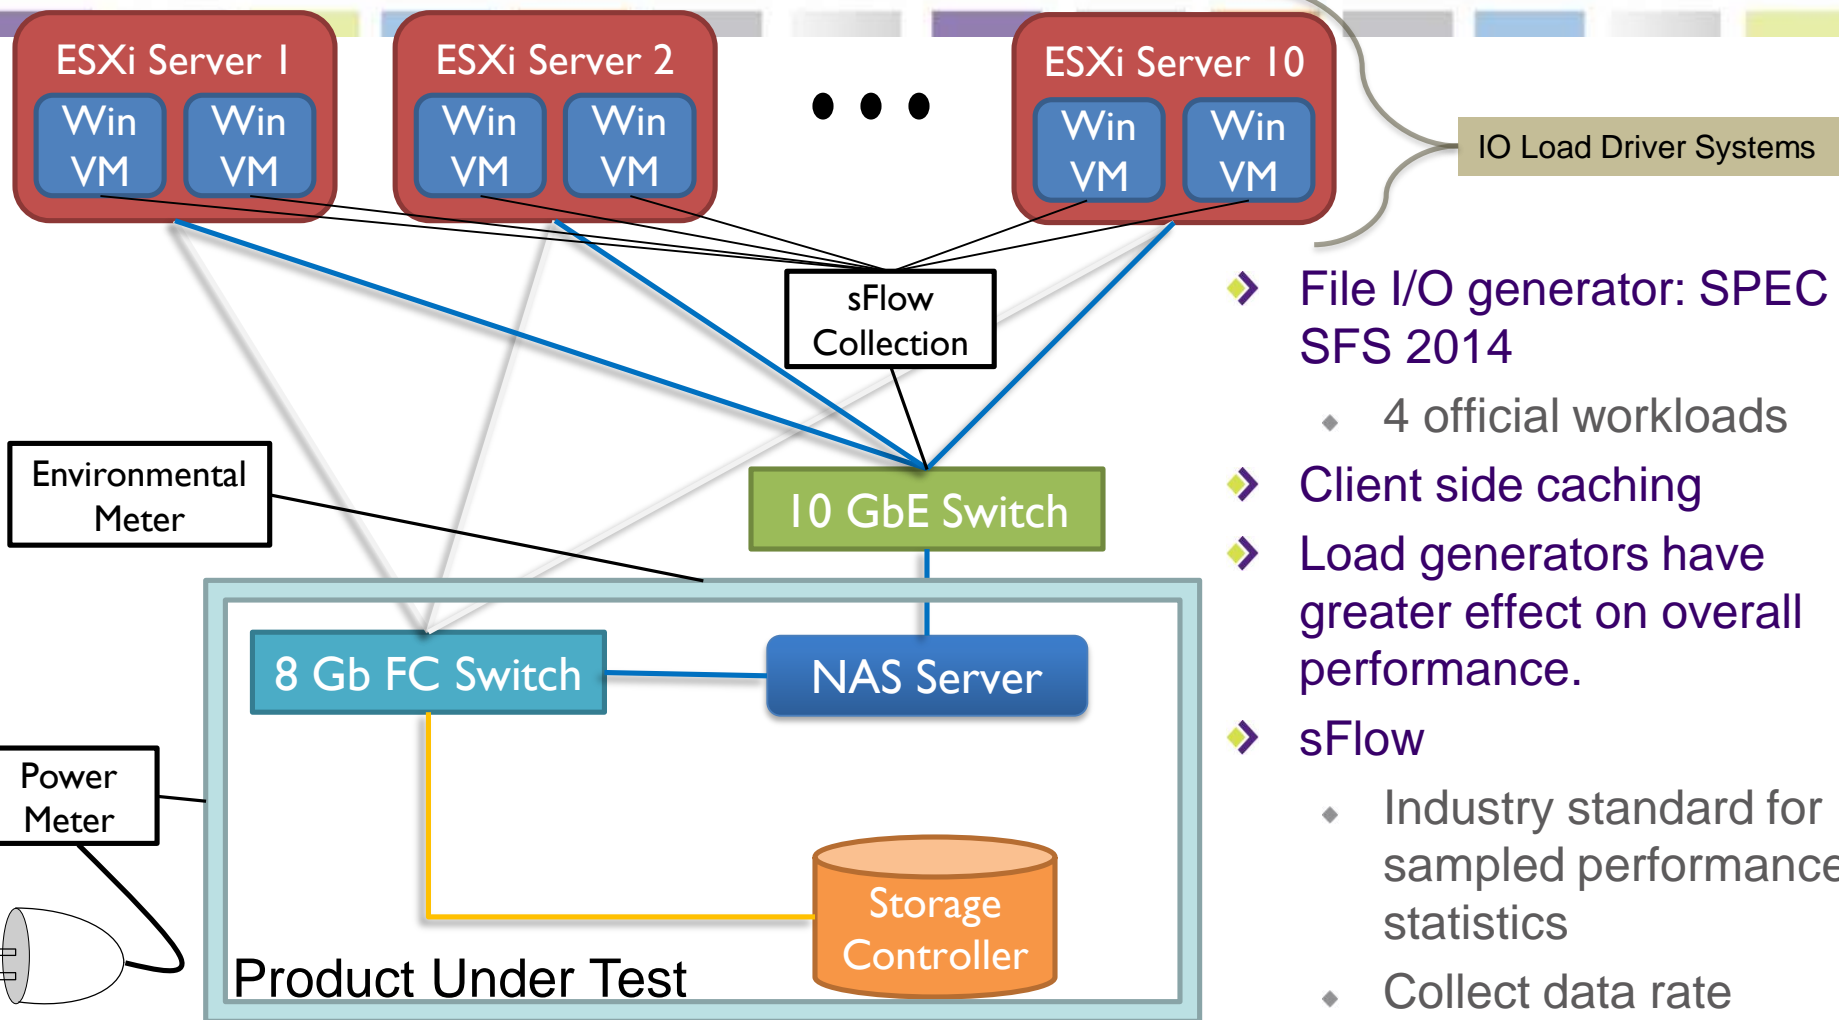 ESXi Server 1
Win
VM
Win
VM
ESXi Server 2
Win
VM
Win
VM
ESXi Server 10
Win
VM
Win
VM
IO Load Driver Systems
sFlow
Collection
Environmental
Meter
10 GbE Switch
8 Gb FC Switch
NAS Server
Power
Meter
Storage
Controller
Product Under Test
File I/O generator: SPEC
SFS 2014
4 official workloads
Client side caching
Load generators have
greater effect on overall
performance.
sFlow
Industry standard for
sampled performance
statistics
Collect data rate